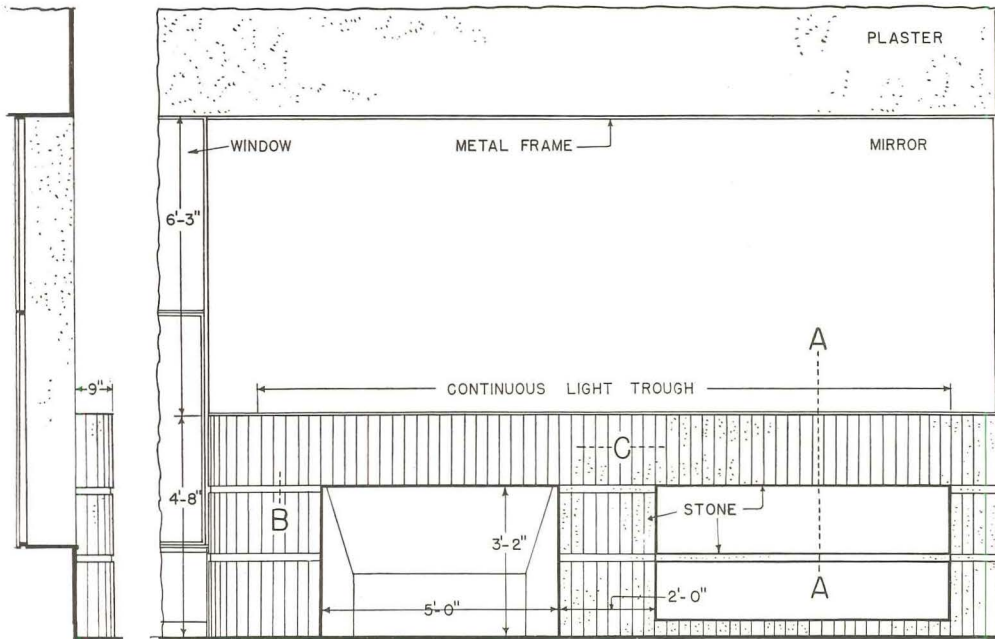 PLASTER
WINDOW
METAL FRAME
MIRROR
6'-3"
A
9"
CONTINUOUS LIGHT TROUGH
C
4'-8"
B
STONE
3'-2"
A
2'-0"
5'-0"